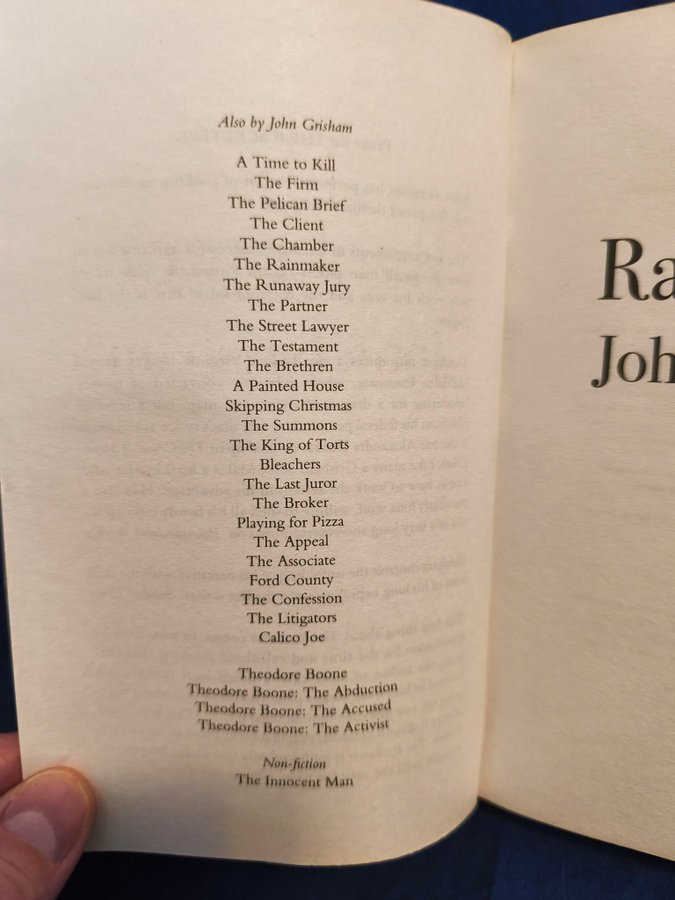 Also by John Grisham
A Time to Kill
The Firm
The Pelican Brief
The Client
The Chamber
The Rainmaker
The Runaway Jury
The Partner
The Street Lawyer
The Testament
The Brethren
A Painted House
Skipping Christmas
The Summons
The King of Torts
Bleachers
The Last Juror
The Broker
Playing for Pizza
The Appeal
The Associate
Ford County
The Confession
The Litigators
Calico Joe
Theodore Boone
Theodore Boone: The Abduction
Theodore Boone: The Accused
Theodore Boone: The Activist
Non-fiction
The Innocent Man
Ra
Joh